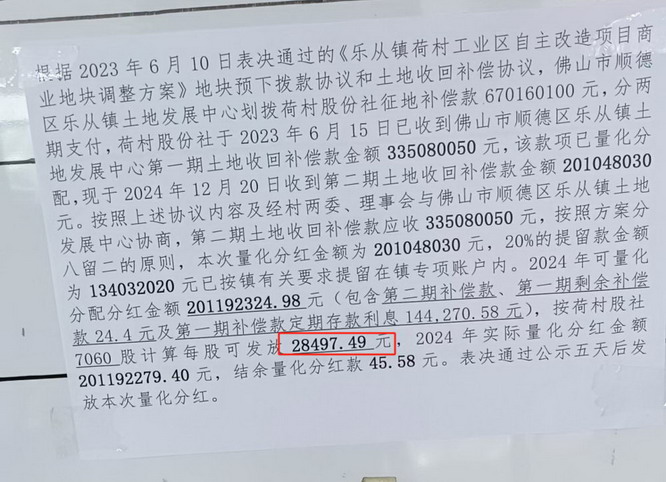 根据 2023 年 6 月 10 日表决通过的《乐从镇荷村工业区自主改造项目商
业地块调整方案》地块预下拨款协议和土地收回补偿协议，佛山市顺德
区乐从镇土地发展中心划拨荷村股份社征地补偿款 670160100 元，分两
期支付，荷村股份社于 2023 年 6 月 15 日已收到佛山市顺德区乐从镇土
地发展中心第一期土地收回补偿款金额 335080050 元，该款项已量化分
配，现于 2024 年 12 月 20 日收到第二期土地收回补偿款金额 201048030
元。按照上述协议内容及经村两委、理事会与佛山市顺德区乐从镇土地
发展中心协商，第二期土地收回补偿款应收 335080050 元，按照方案分
八留二的原则，本次量化分红金额为 201048030 元，20%的提留款金额
为 134032020 元已按镇有关要求提留在镇专项账户内。2024 年可量化
分配分红金额 201192324.98 元（包含第二期补偿款、第一期剩余补偿
款 24.4 元及第一期补偿款定期存款利息 144,270.58 元），按荷村股社
7060 股计算每股可发放 28497.49 元，2024 年实际量化分红金额
201192279.40 元，结余量化分红款 45.58 元。表决通过公示五天后发
放本次量化分红。